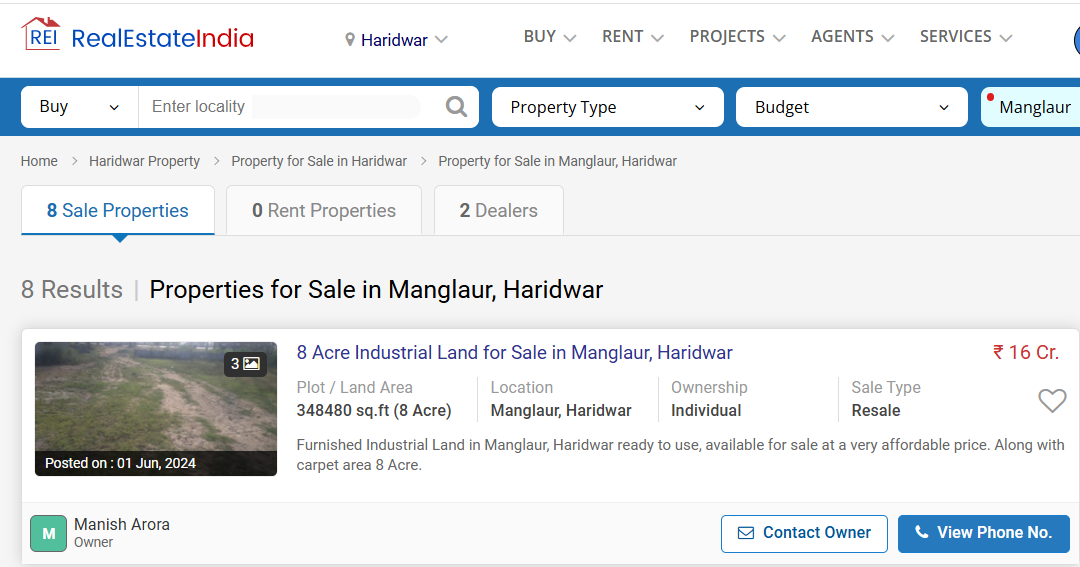 REI RealEstateIndia
Haridwar
BUY RENT PROJECTS AGENTS SERVICES
Buy Enter locality Property Type Budget Manglaur
Home > Haridwar Property > Property for Sale in Haridwar > Property for Sale in Manglaur, Haridwar
8 Sale Properties 0 Rent Properties 2 Dealers
8 Results | Properties for Sale in Manglaur, Haridwar
3
8 Acre Industrial Land for Sale in Manglaur, Haridwar ₹ 16 Cr.
Plot / Land Area Location Ownership Sale Type
348480 sq.ft (8 Acre) Manglaur, Haridwar Individual Resale
Furnished Industrial Land in Manglaur, Haridwar ready to use, available for sale at a very affordable price. Along with
carpet area 8 Acre.
Posted on : 01 Jun, 2024
M
Manish Arora
Owner
Contact Owner View Phone No.